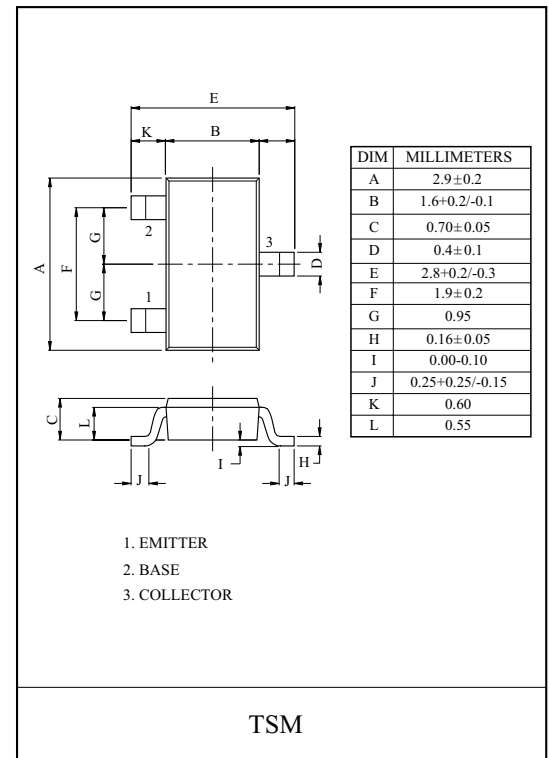 E
K B
A
F
G
G
2
1
3
D
C
L
I
H
J
J
DIM MILLIMETERS
A 2.9±0.2
B 1.6+0.2/-0.1
C 0.70±0.05
D 0.4±0.1
E 2.8+0.2/-0.3
F 1.9±0.2
G 0.95
H 0.16±0.05
I 0.00-0.10
J 0.25+0.25/-0.15
K 0.60
L 0.55
1. EMITTER
2. BASE
3. COLLECTOR
TSM